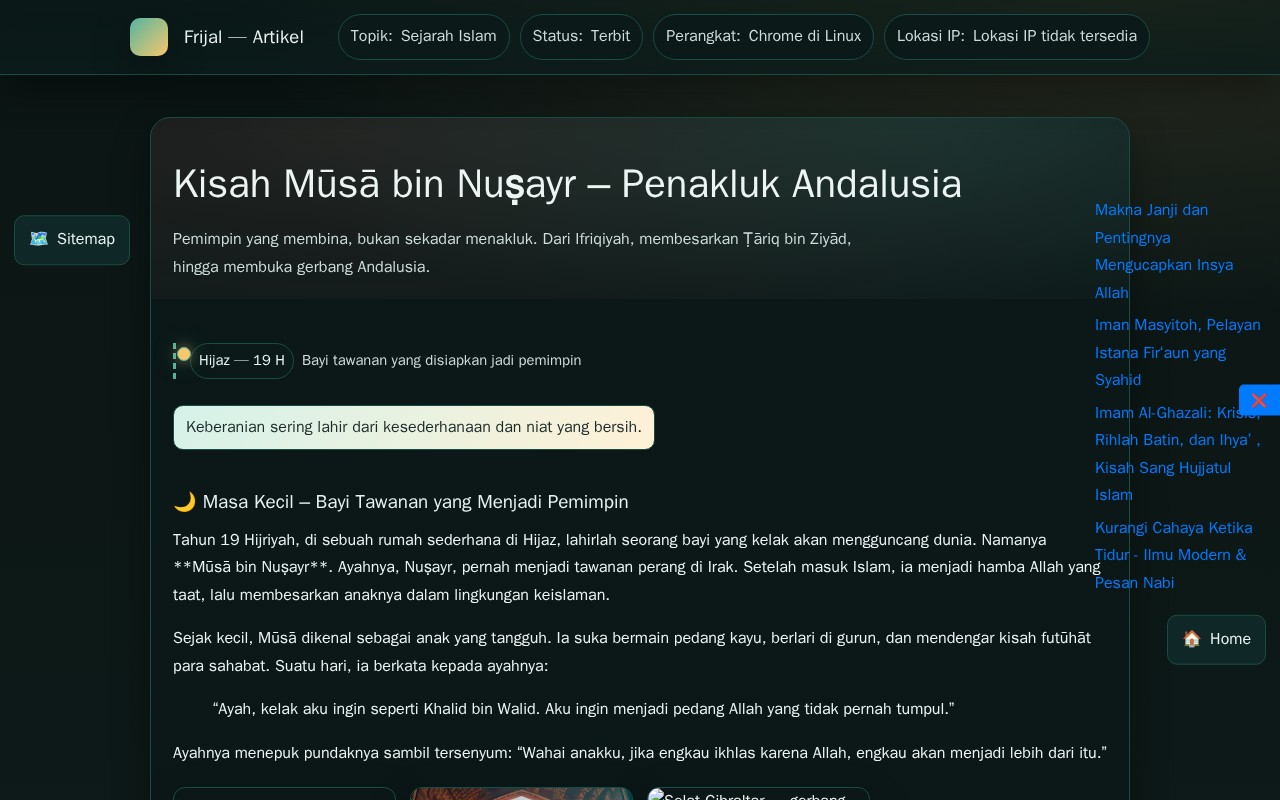 Frijal — Artikel
Topik: Sejarah Islam
Status: Terbit
Perangkat: Chrome di Linux
Lokasi IP: Lokasi IP tidak tersedia
Kisah Mūsā bin Nuṣayr – Penakluk Andalusia
Pemimpin yang membina, bukan sekadar menakluk. Dari Ifriqiyah, membesarkan Ṭāriq bin Ziyād,
hingga membuka gerbang Andalusia.
🗺️ Sitemap
Hijaz — 19 H
Bayi tawanan yang disiapkan jadi pemimpin
Keberanian sering lahir dari kesederhanaan dan niat yang bersih.
🌙 Masa Kecil – Bayi Tawanan yang Menjadi Pemimpin
Tahun 19 Hijriyah, di sebuah rumah sederhana di Hijaz, lahirlah seorang bayi yang kelak akan mengguncang dunia. Namanya
**Mūsā bin Nuṣayr**. Ayahnya, Nuṣayr, pernah menjadi tawanan perang di Irak. Setelah masuk Islam, ia menjadi hamba Allah yang
taat, lalu membesarkan anaknya dalam lingkungan keislaman.
Sejak kecil, Mūsā dikenal sebagai anak yang tangguh. Ia suka bermain pedang kayu, berlari di gurun, dan mendengar kisah futūhāt
para sahabat. Suatu hari, ia berkata kepada ayahnya:
“Ayah, kelak aku ingin seperti Khalid bin Walid. Aku ingin menjadi pedang Allah yang tidak pernah tumpul.”
Ayahnya menepuk pundaknya sambil tersenyum: “Wahai anakku, jika engkau ikhlas karena Allah, engkau akan menjadi lebih dari itu.”
Selat Gibraltar — gerbang
Makna Janji dan
Pentingnya
Mengucapkan Insya
Allah
Iman Masyitoh, Pelayan
Istana Fir'aun yang
Syahid
Imam Al-Ghazali: Krisis,
Rihlah Batin, dan Ihya’ ,
Kisah Sang Hujjatul
Islam
Kurangi Cahaya Ketika
Tidur - Ilmu Modern &
Pesan Nabi
❌
🏠 Home